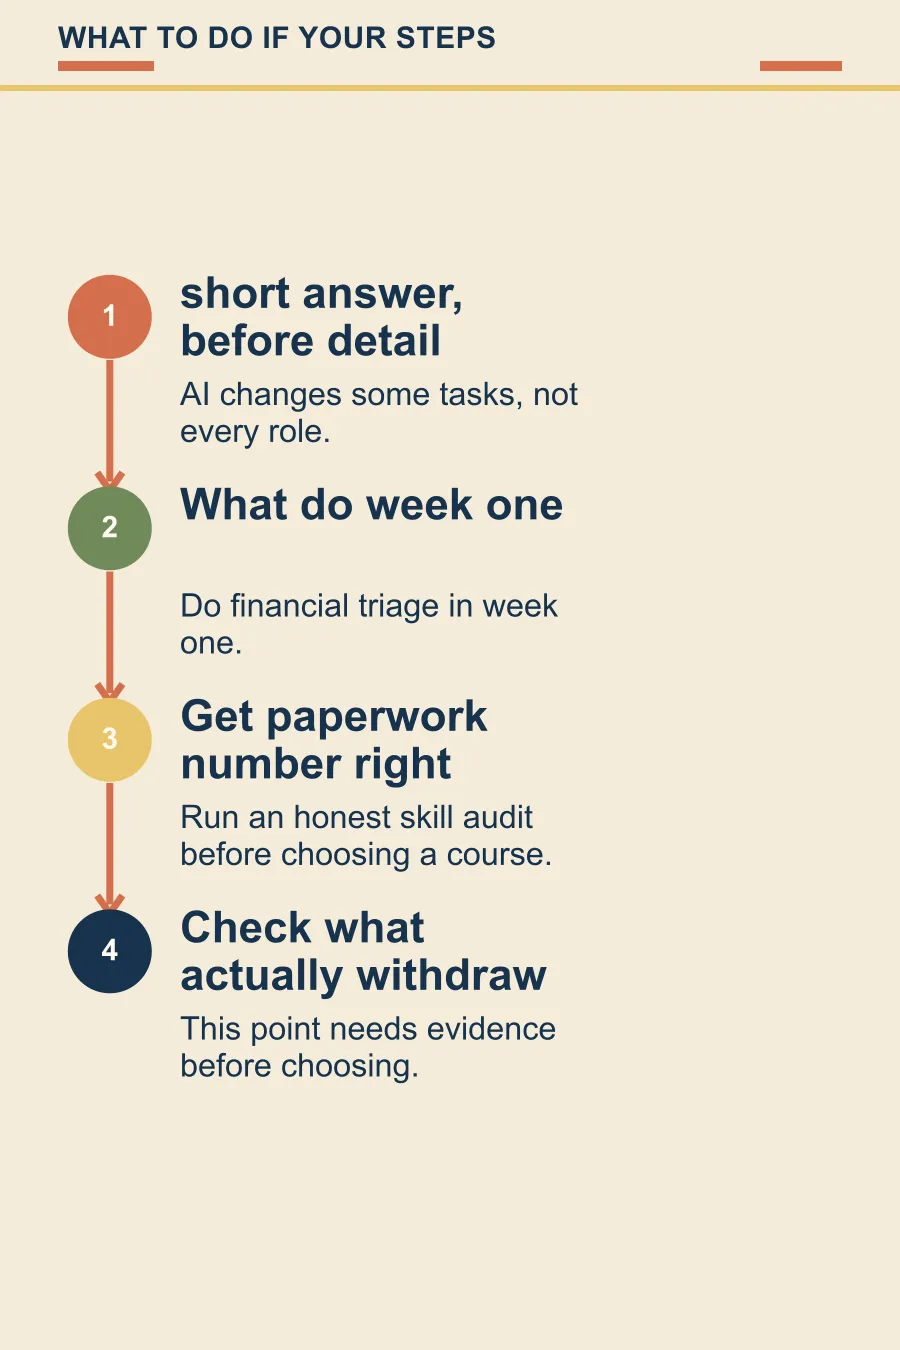 WHAT TO DO IF YOUR STEPS
1
short answer,
before detail
AI changes some tasks, not
every role.
2
What do week one
Do financial triage in week
one.
3
Get paperwork
number right
Run an honest skill audit
before choosing a course.
4
Check what
actually withdraw
This point needs evidence
before choosing.